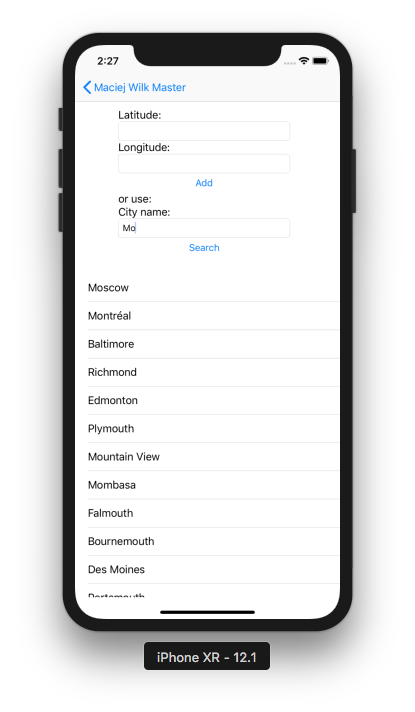 2:27
Maciej Wilk Master
Latitude:
Longitude:
Add
or use:
City name:
Mo
Search
Moscow
Montréal
Baltimore
Richmond
Edmonton
Plymouth
Mountain View
Mombasa
Falmouth
Bournemouth
Des Moines
Portsmouth
iPhone XR - 12.1